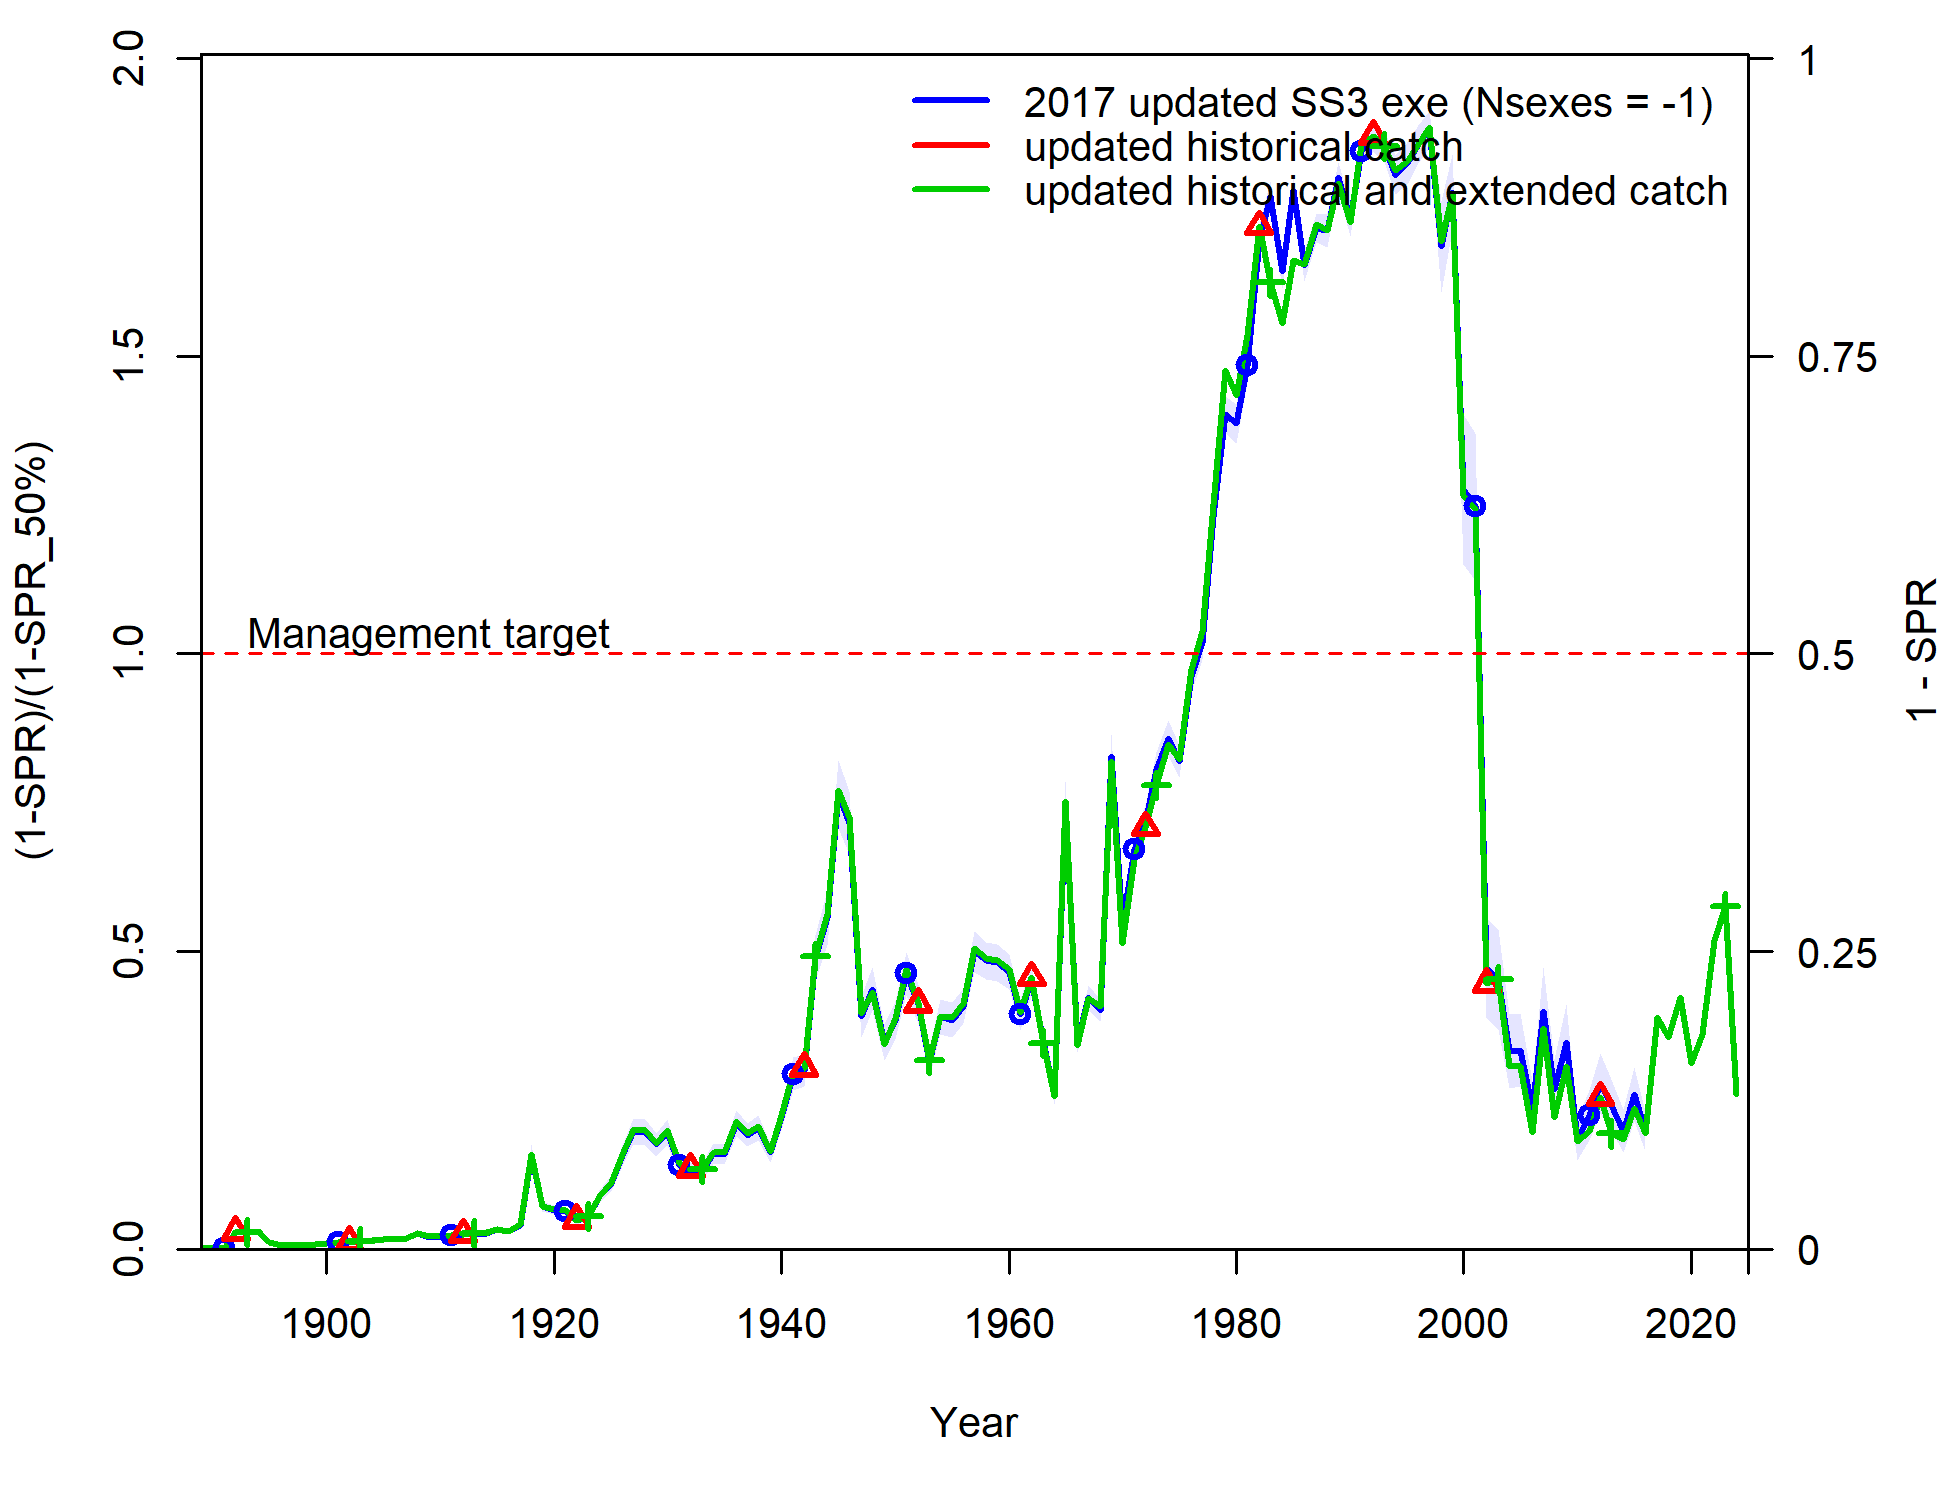 2017 updated SS3 exe (Nsexes = -1)
updated historical catch
updated historical and extended catch
Management target
2.0
1.5
1.0
0.5
0.0
(1-SPR)/(1-SPR_50%)
1
0.75
0.5
0.25
0
1 - SPR
1900 1920 1940 1960 1980 2000 2020
Year